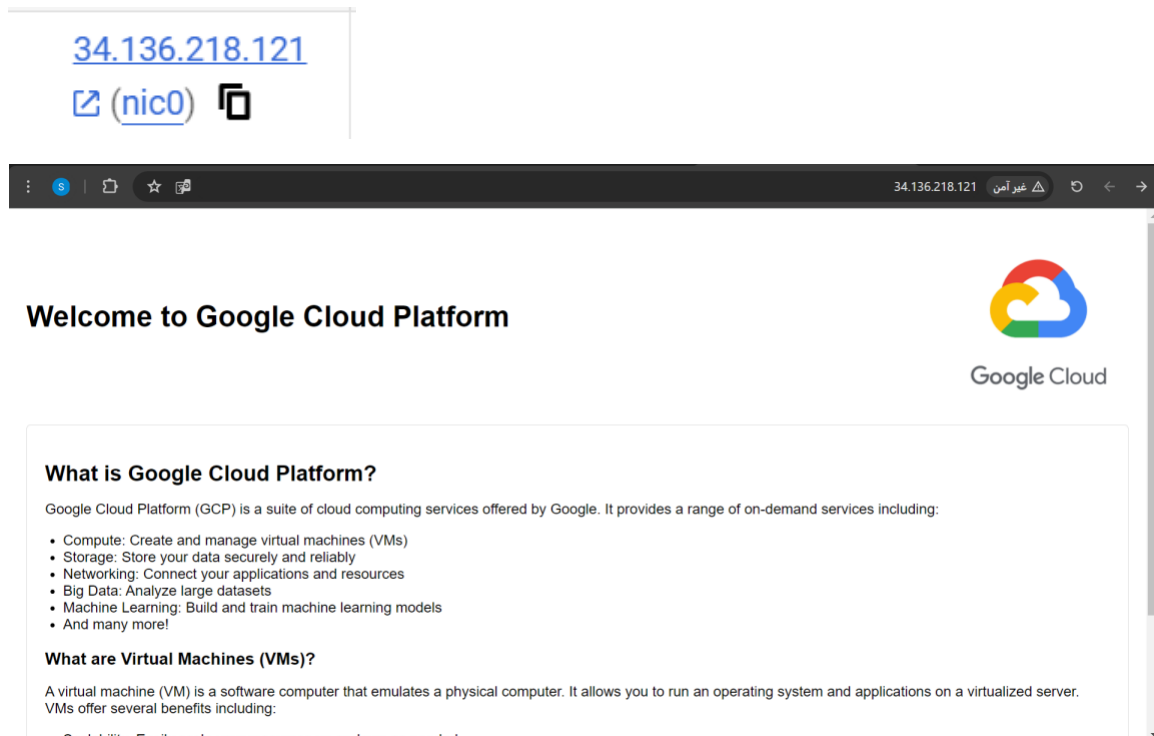 34.136.218.121
(nic0)
S
34.136.218.121 غير آمن
Welcome to Google Cloud Platform
Google Cloud
What is Google Cloud Platform?
Google Cloud Platform (GCP) is a suite of cloud computing services offered by Google. It provides a range of on-demand services including:
• Compute: Create and manage virtual machines (VMs)
• Storage: Store your data securely and reliably
• Networking: Connect your applications and resources
• Big Data: Analyze large datasets
• Machine Learning: Build and train machine learning models
• And many more!
What are Virtual Machines (VMs)?
A virtual machine (VM) is a software computer that emulates a physical computer. It allows you to run an operating system and applications on a virtualized server.
VMs offer several benefits including: